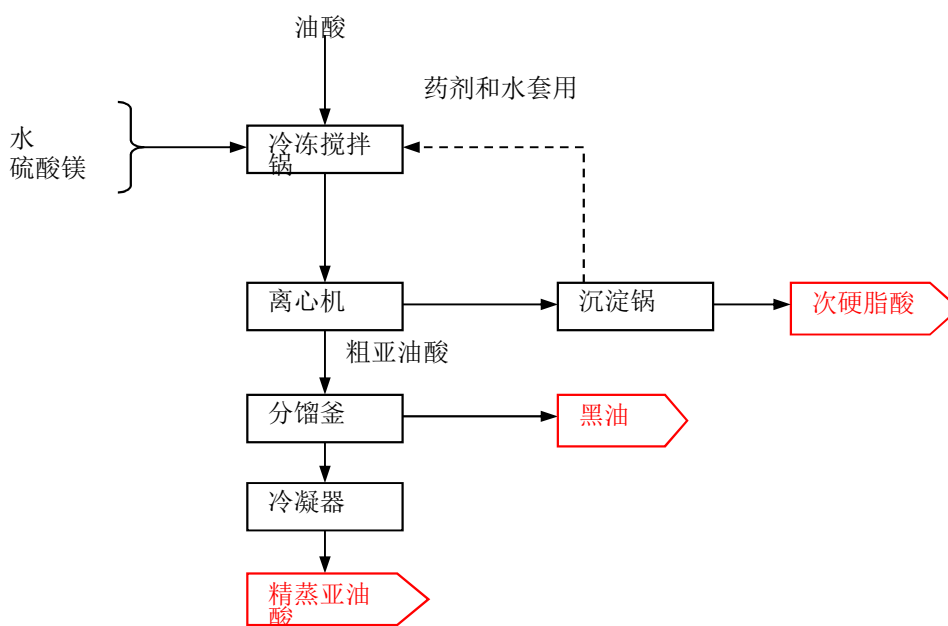 油酸
药剂和水套用
水
硫酸镁
冷冻搅拌
锅
离心机
沉淀锅
次硬脂酸
粗亚油酸
分馏釜
黑油
冷凝器
精蒸亚油
酸